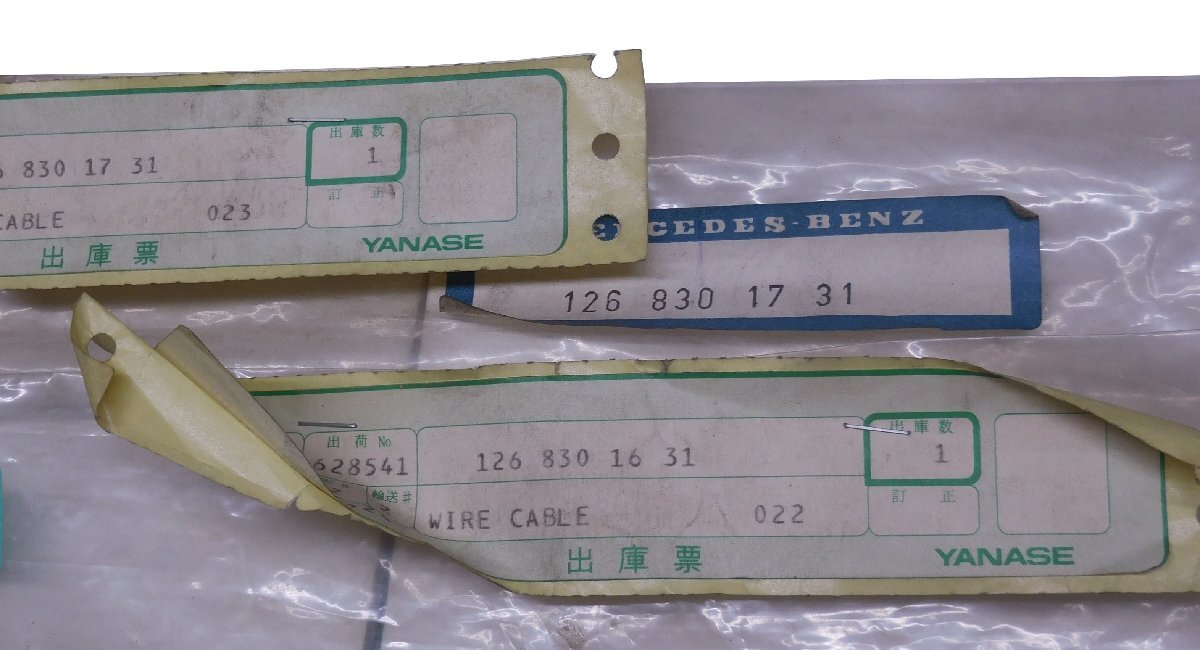 出庫数
830 17 31
1
訂正
CABLE 023
出庫票 YANASE
CEDES-BENZ
126 830 17 31
出荷No.
出庫数
628541
126 830 16 31
1
輸送#
訂正
WIRE CABLE 022
出庫票 YANASE